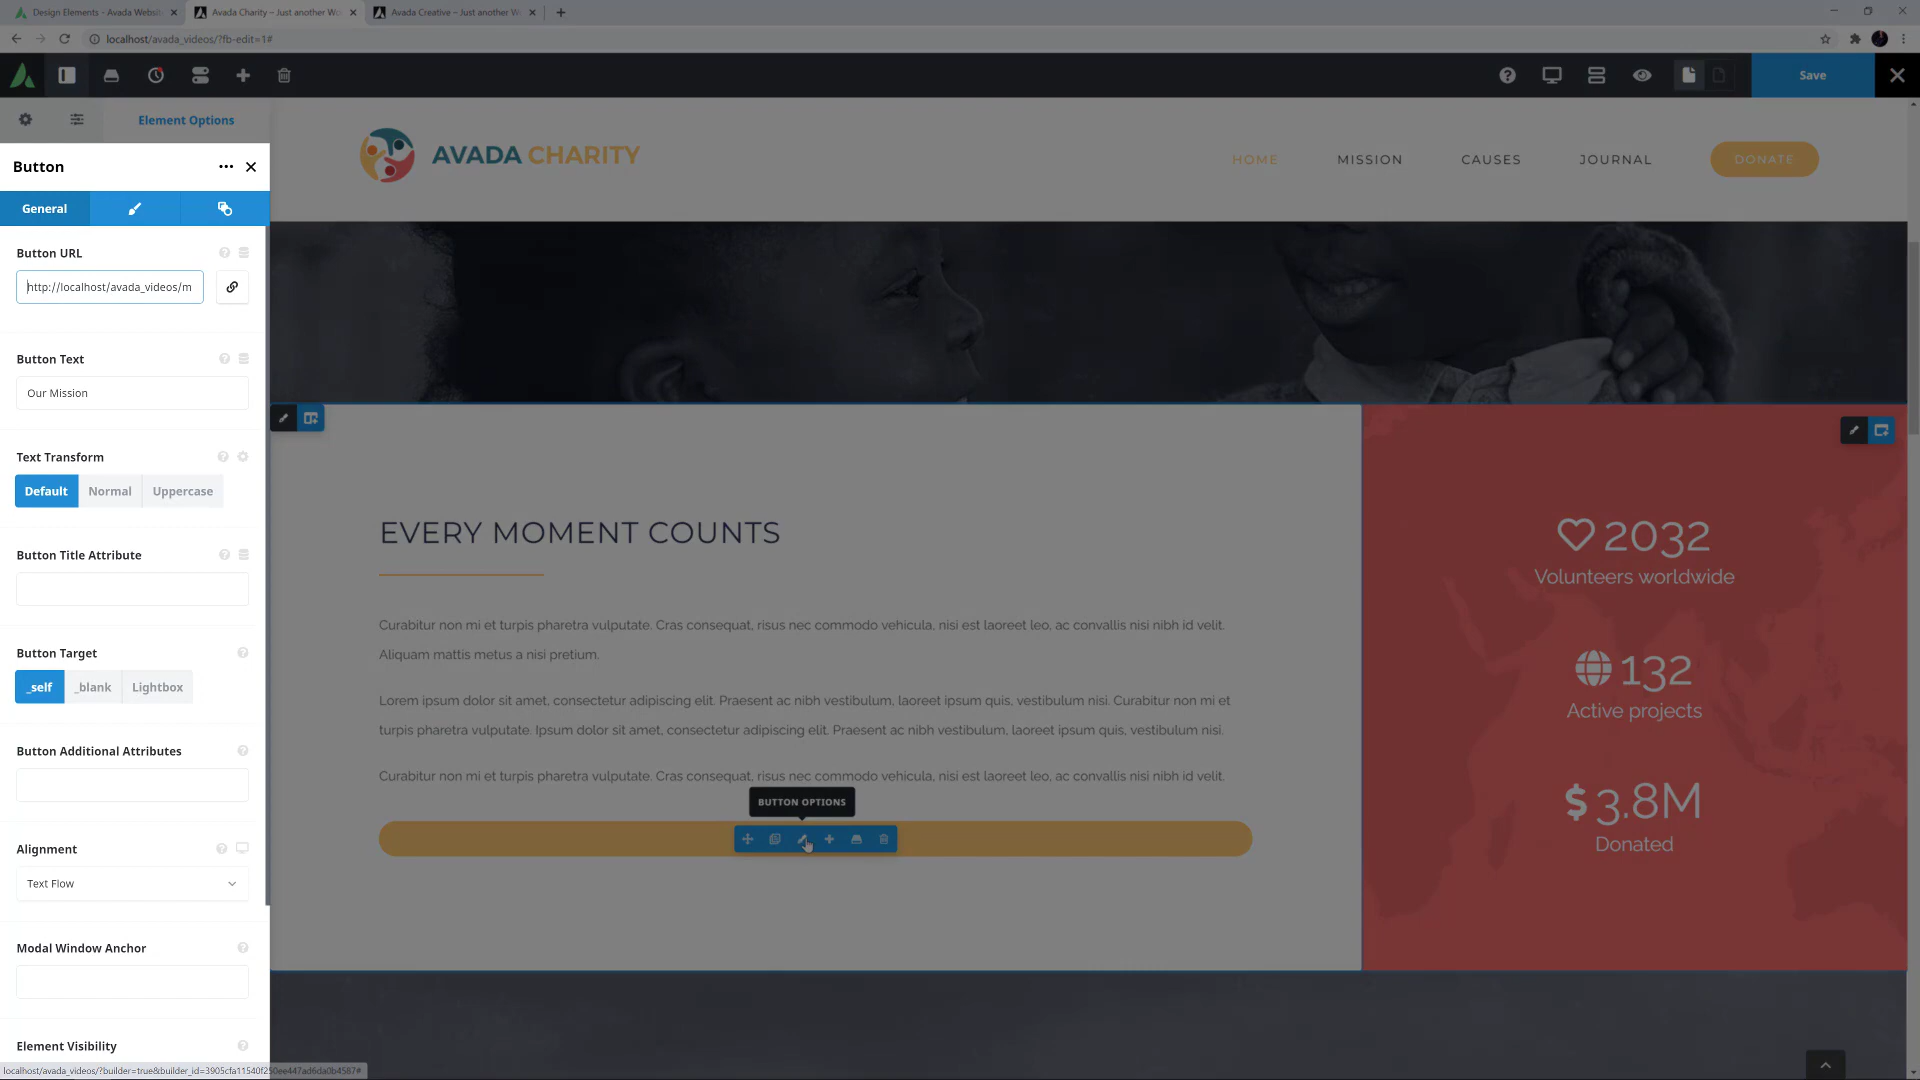 Design Elements - Avada Websi
Avada Charity – Just another Wo
Avada Creative – Just another W
localhost/avada_videos/?fb-edit=1#
Save
Element Options
AVADA CHARITY
HOME
MISSION
CAUSES
JOURNAL
DONATE
Button
General
Button URL
http://localhost/avada_videos/m
Button Text
Our Mission
Text Transform
Default
Normal
Uppercase
Button Title Attribute
Button Target
_self
_blank
Lightbox
Button Additional Attributes
Alignment
Text Flow
Modal Window Anchor
Element Visibility
EVERY MOMENT COUNTS
Curabitur non mi et turpis pharetra vulputate. Cras consequat, risus nec commodo vehicula, nisi est laoreet leo, ac convallis nisi nibh id velit.
Aliquam mattis metus a nisi pretium.
Lorem ipsum dolor sit amet, consectetur adipiscing elit. Praesent ac nibh vestibulum, laoreet ipsum quis, vestibulum nisi. Curabitur non mi et
turpis pharetra vulputate. Ipsum dolor sit amet, consectetur adipiscing elit. Praesent ac nibh vestibulum, laoreet ipsum quis, vestibulum nisi.
Curabitur non mi et turpis pharetra vulputate. Cras consequat, risus nec commodo vehicula, nisi est laoreet leo, ac convallis nisi nibh id velit.
BUTTON OPTIONS
2032
Volunteers worldwide
132
Active projects
$3.8M
Donated